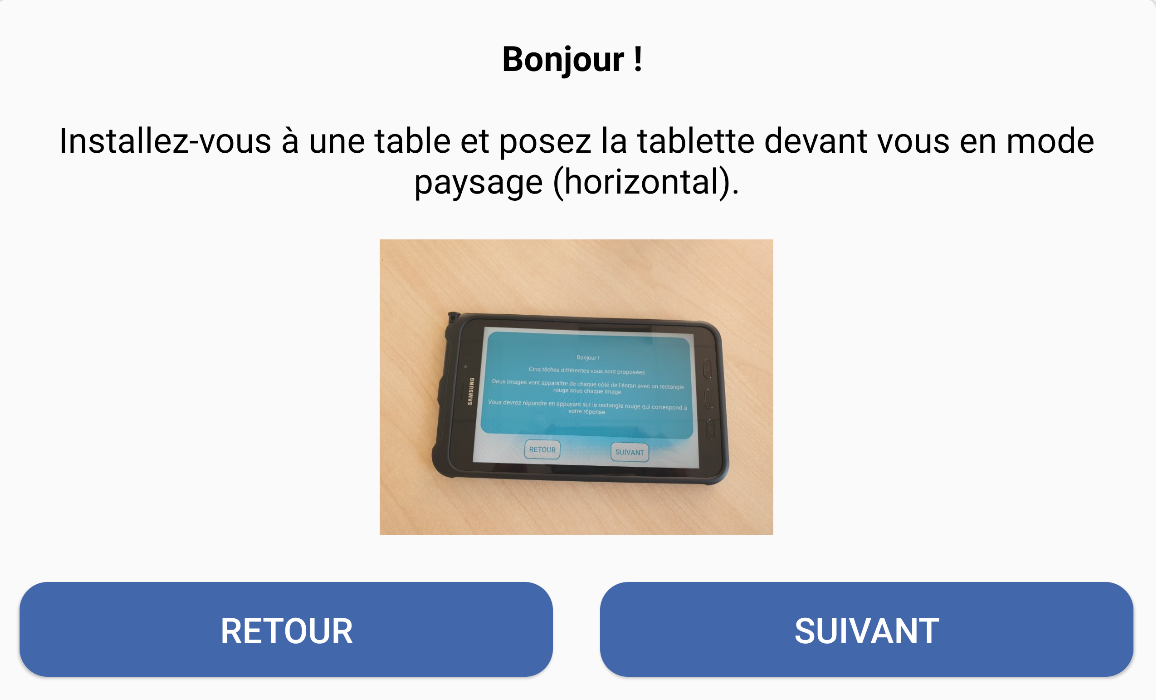 Bonjour !
Installez-vous à une table et posez la tablette devant vous en mode
paysage (horizontal).
SAMSUNG
Bonjour !
Cinq tâches différentes vous sont proposées.
Deux images vont apparaître de chaque côté de l'écran avec un rectangle
rouge sous chaque image.
Vous devrez répondre en appuyant sur le rectangle rouge qui correspond à
votre réponse.
RETOUR
SUIVANT
RETOUR
SUIVANT